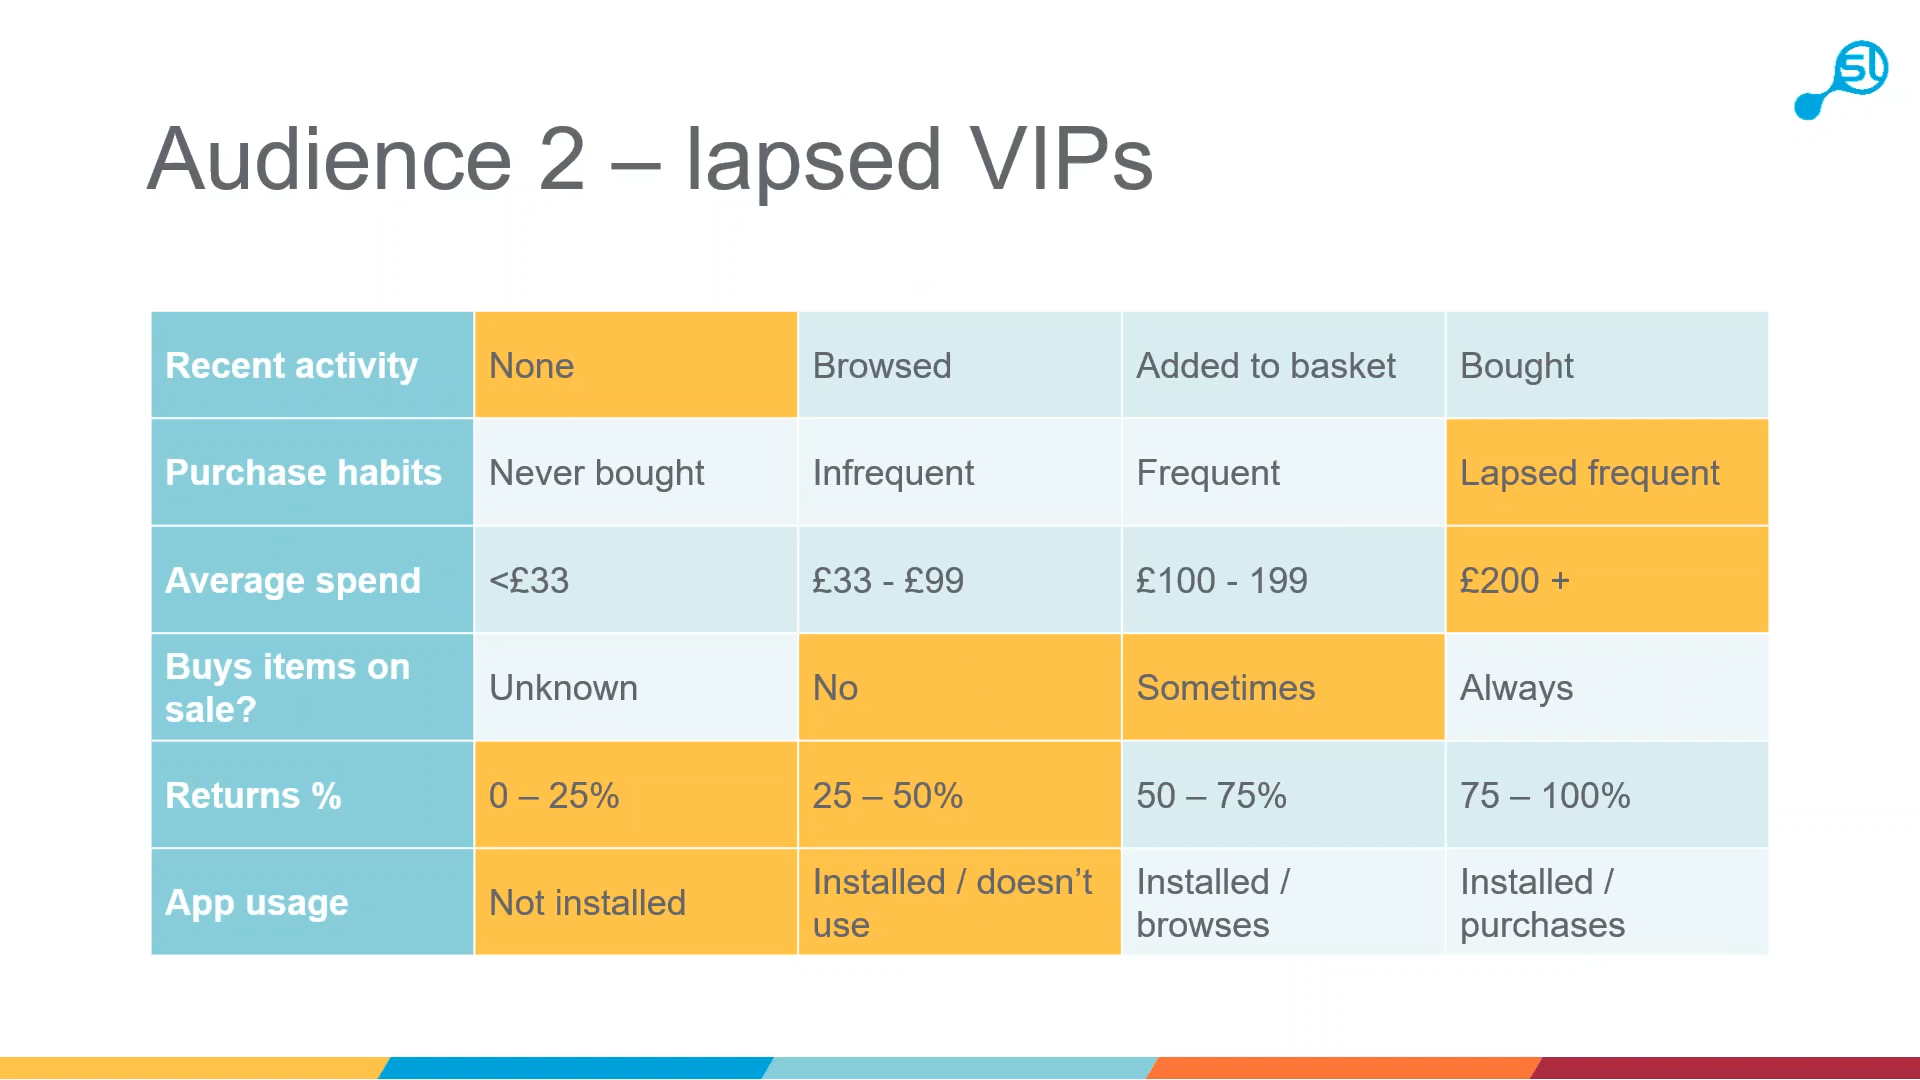 SL
Audience 2 – lapsed VIPs
Recent activity None Browsed Added to basket Bought
Purchase habits Never bought Infrequent Frequent Lapsed frequent
Average spend <£33 £33 - £99 £100 - 199 £200 +
Buys items on sale? Unknown No Sometimes Always
Returns % 0 – 25% 25 – 50% 50 – 75% 75 – 100%
App usage Not installed Installed / doesn’t use Installed / browses Installed / purchases